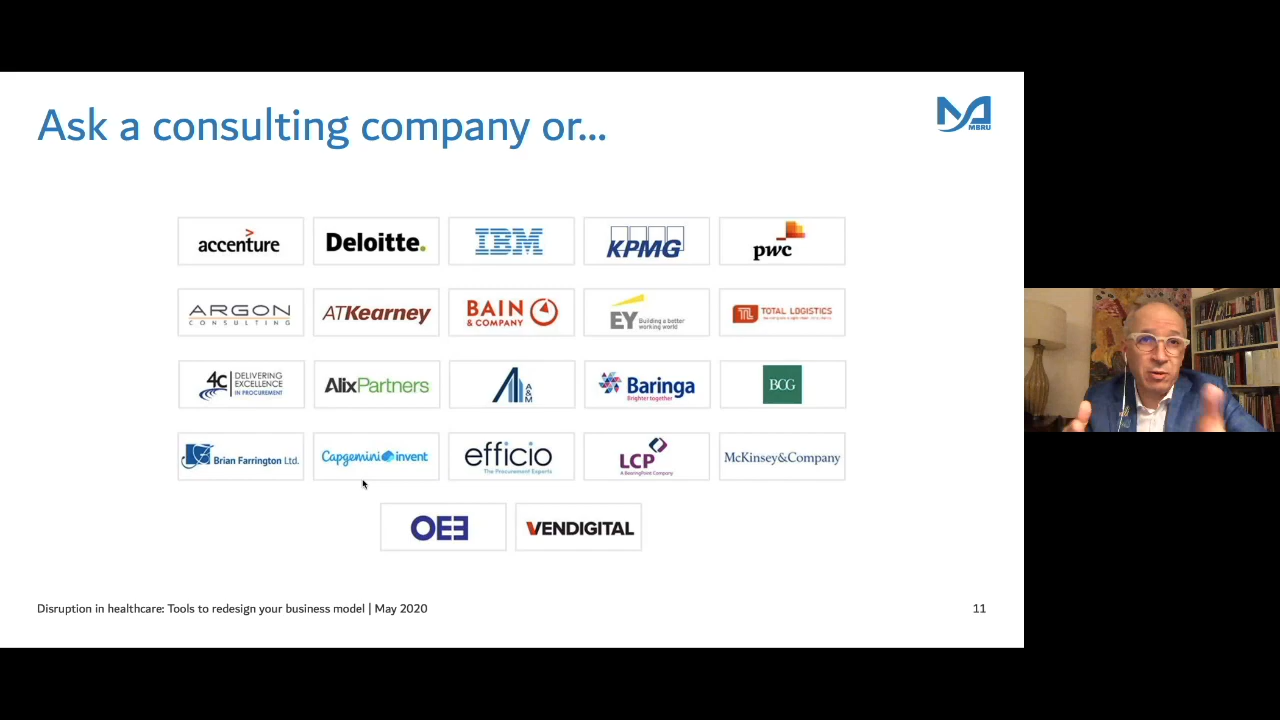 Ask a consulting company or...
MBRU
accenture
Deloitte.
IBM
KPMG
pwc
ARGON
CONSULTING
ATKearney
BAIN
& COMPANY
EY
Building a better
working world
TL
TOTAL LOGISTICS
4C
DELIVERING
EXCELLENCE
IN PROCUREMENT
AlixPartners
A&M
Baringa
Brighter together
BCG
Brian Farrington Ltd.
Capgemini invent
efficio
The Procurement Experts
LCP
A BearingPoint Company
McKinsey&Company
OEE
VENDIGITAL
Disruption in healthcare: Tools to redesign your business model | May 2020
11